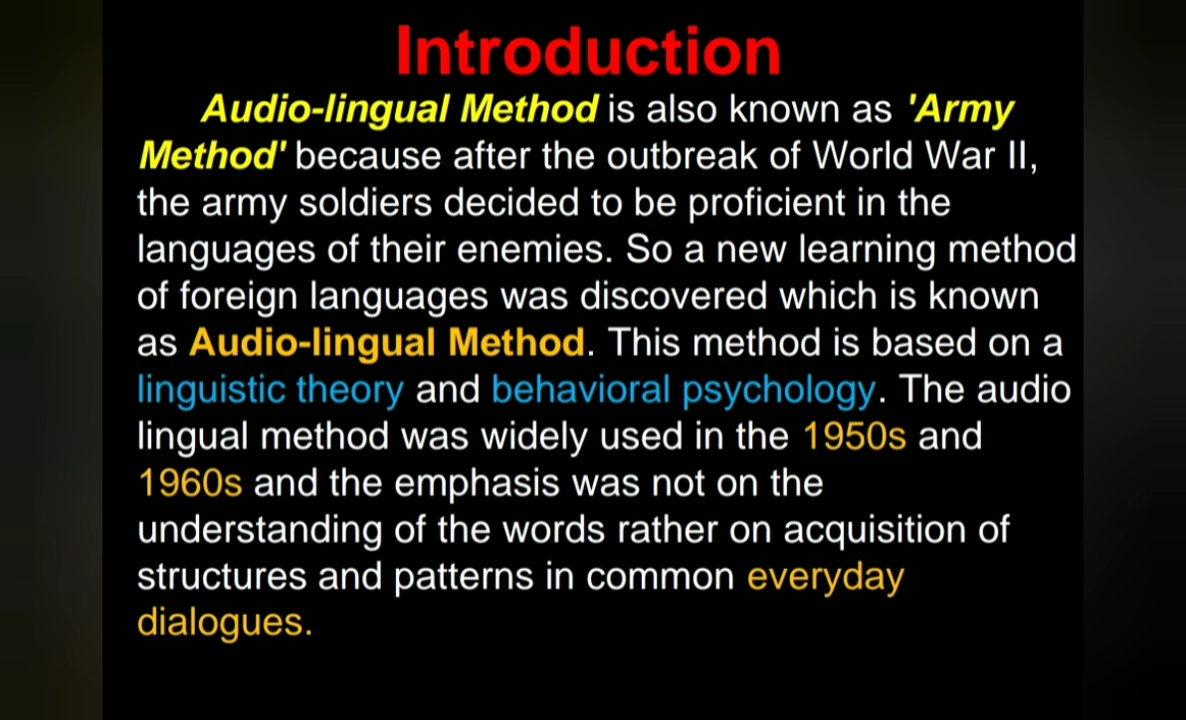 Introduction
Audio-lingual Method is also known as 'Army
Method' because after the outbreak of World War II,
the army soldiers decided to be proficient in the
languages of their enemies. So a new learning method
of foreign languages was discovered which is known
as Audio-lingual Method. This method is based on a
linguistic theory and behavioral psychology. The audio
lingual method was widely used in the 1950s and
1960s and the emphasis was not on the
understanding of the words rather on acquisition of
structures and patterns in common everyday
dialogues.